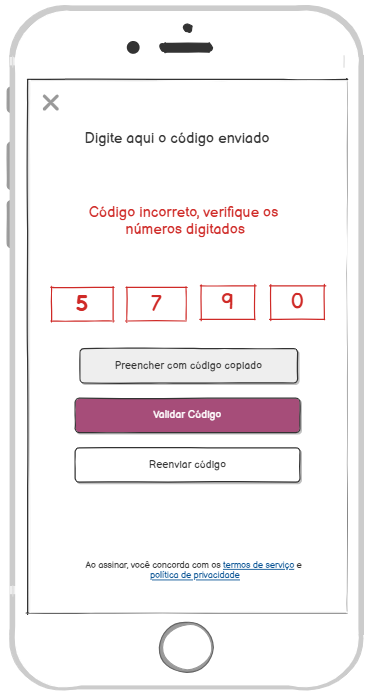 Digite aqui o código enviado
Código incorreto, verifique os
números digitados
5 7 9 0
Preencher com código copiado
Validar Código
Reenviar código
Ao assinar, você concorda com os termos de serviço e
política de privacidade